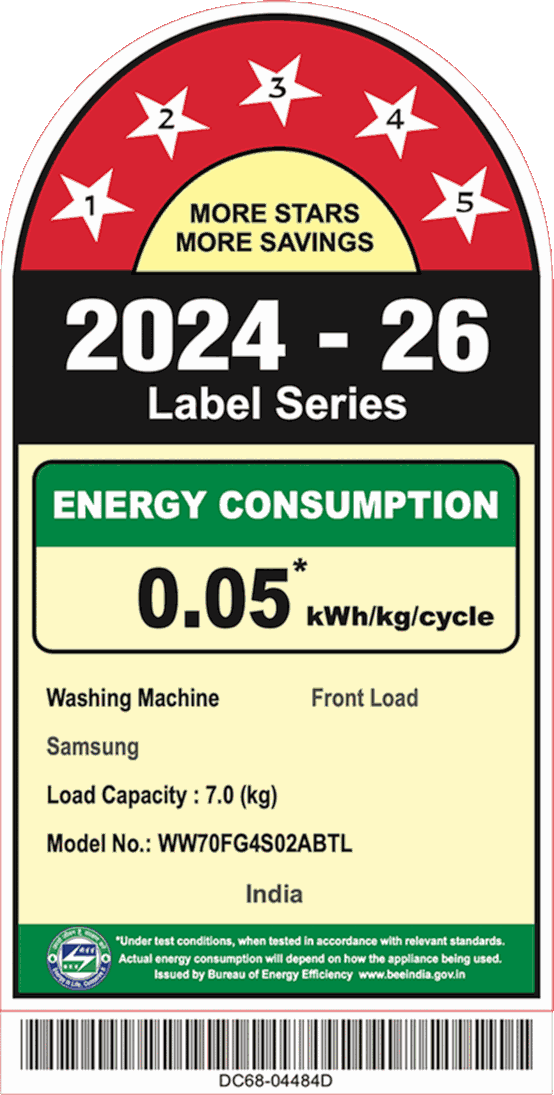 1 2 3 4 5
MORE STARS
MORE SAVINGS
2024 - 26
Label Series
ENERGY CONSUMPTION
0.05* kWh/kg/cycle
Washing Machine Front Load
Samsung
Load Capacity : 7.0 (kg)
Model No.: WW70FG4S02ABTL
India
*Under test conditions, when tested in accordance with relevant standards.
Actual energy consumption will depend on how the appliance being used.
Issued by Bureau of Energy Efficiency www.beeindia.gov.in
DC68-04484D